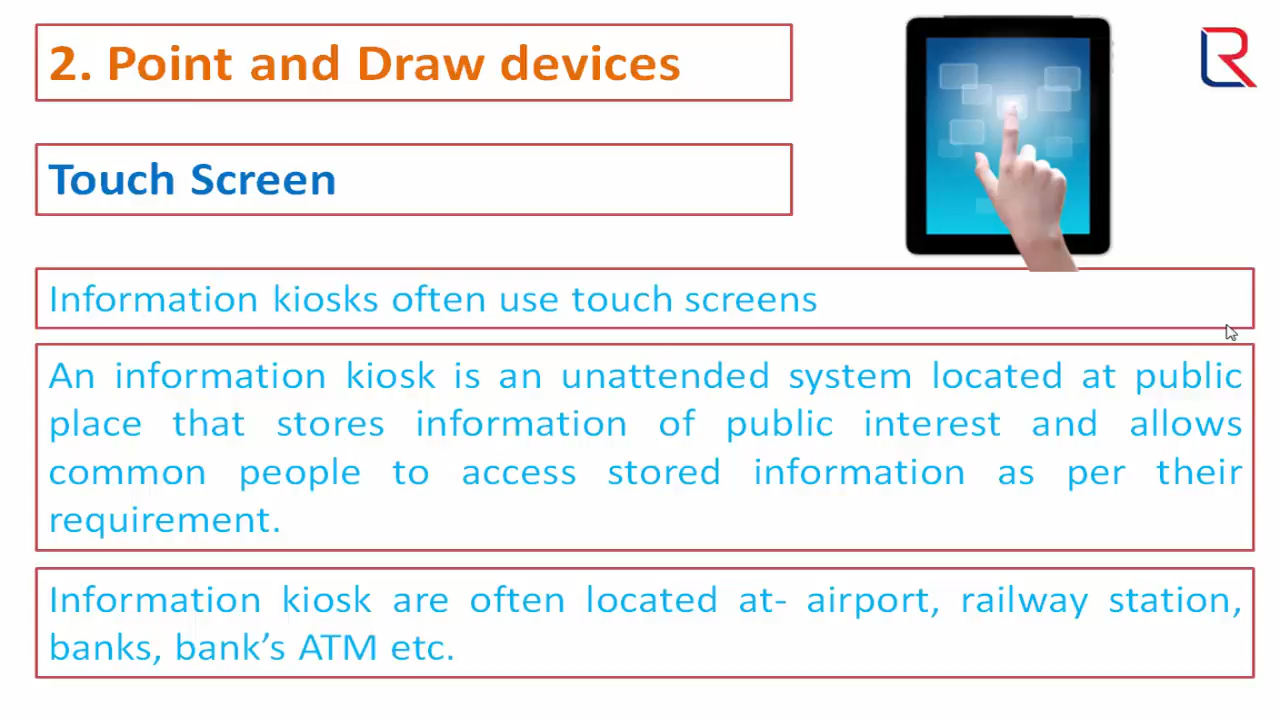 2. Point and Draw devices
Touch Screen
Information kiosks often use touch screens
An information kiosk is an unattended system located at public
place that stores information of public interest and allows
common people to access stored information as per their
requirement.
Information kiosk are often located at- airport, railway station,
banks, bank's ATM etc.